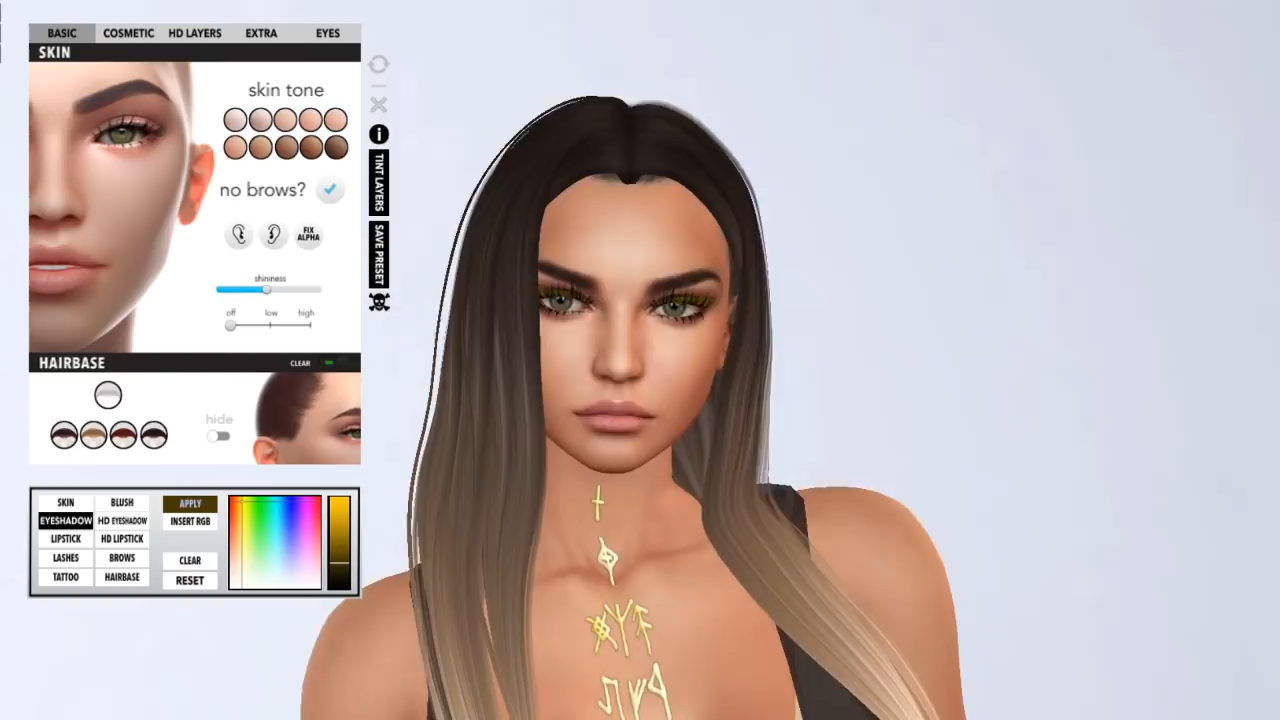 BASIC COSMETIC HD LAYERS EXTRA EYES
SKIN
skin tone
no brows?
FIX
ALPHA
shininess
off low high
i
TINT LAYERS
SAVE PRESET
HAIRBASE CLEAR
hide
SKIN BLUSH APPLY
EYESHADOW HD EYESHADOW INSERT RGB
LIPSTICK HD LIPSTICK
LASHES BROWS CLEAR
TATTOO HAIRBASE RESET